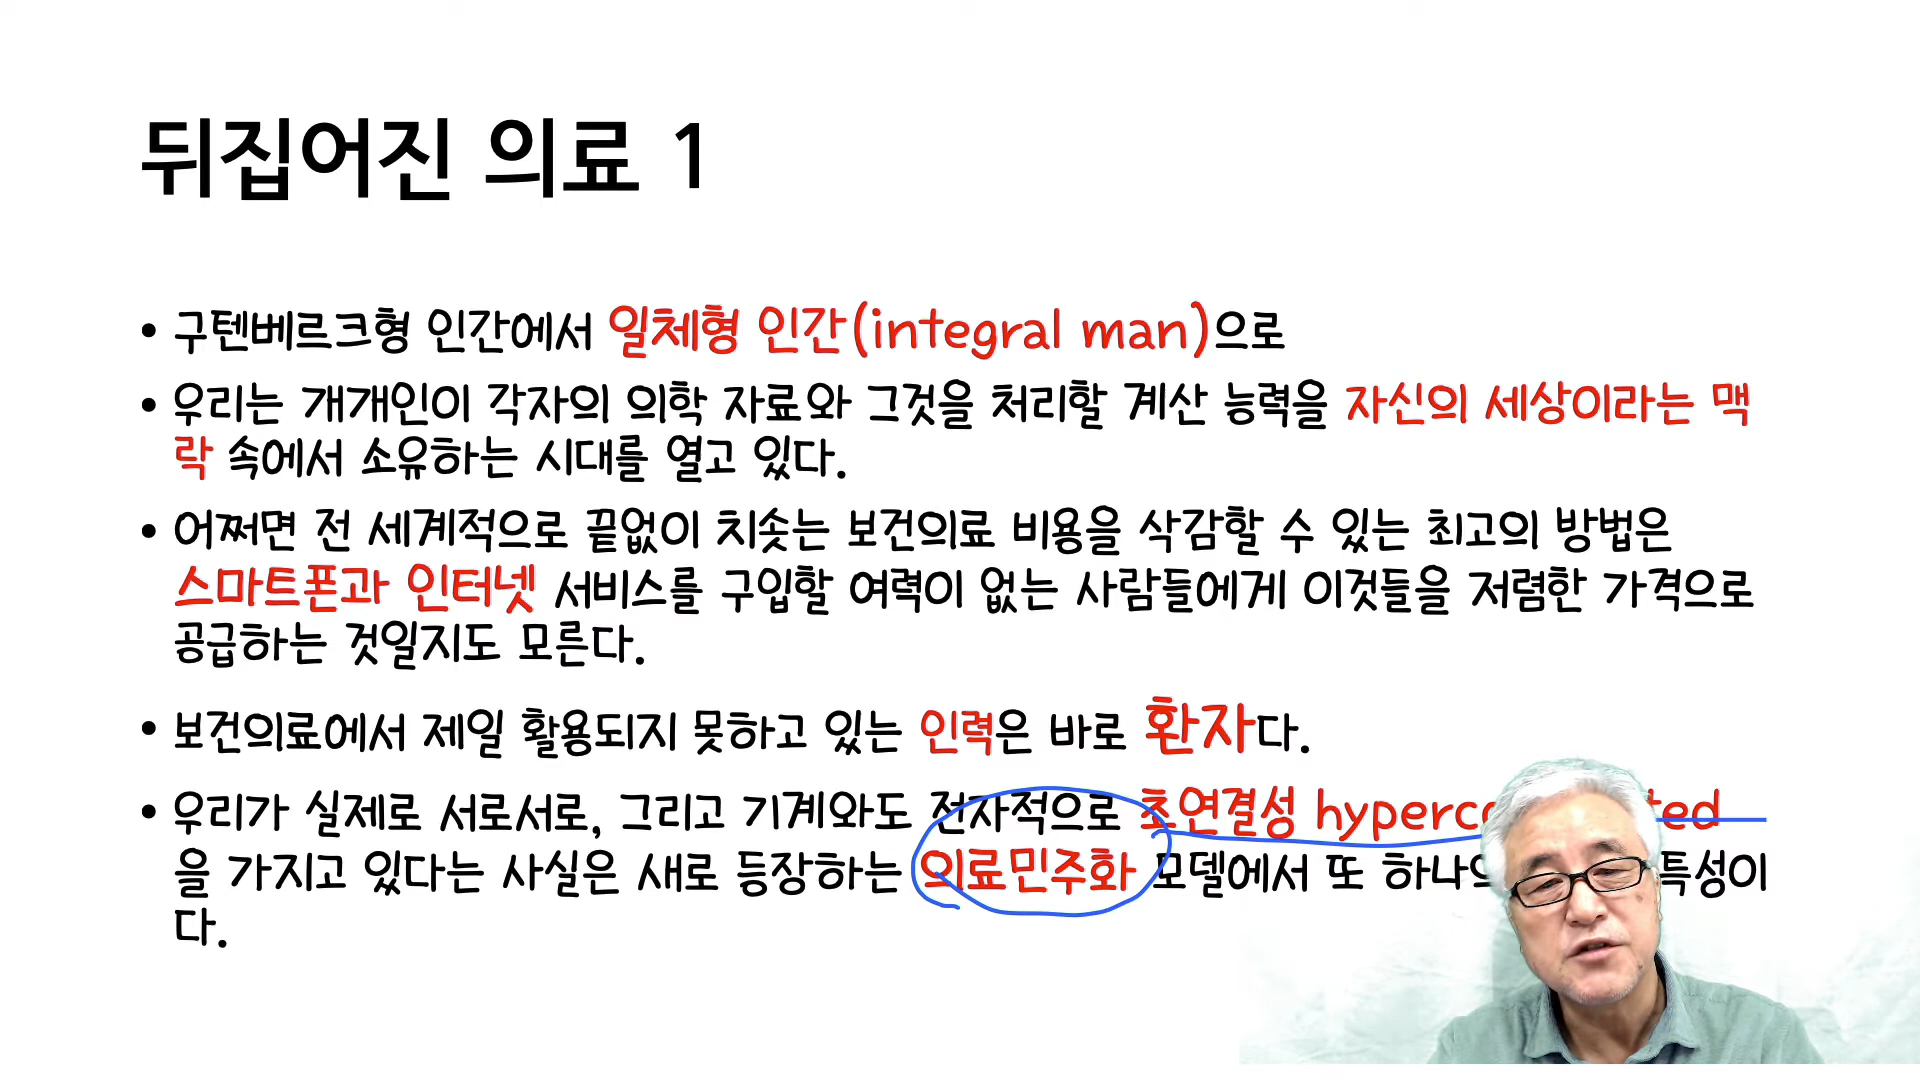 뒤집어진 의료 1
• 구텐베르크형 인간에서 일체형 인간(integral man)으로
• 우리는 개개인이 각자의 의학 자료와 그것을 처리할 계산 능력을 자신의 세상이라는 맥
락 속에서 소유하는 시대를 열고 있다.
• 어쩌면 전 세계적으로 끝없이 치솟는 보건의료 비용을 삭감할 수 있는 최고의 방법은
스마트폰과 인터넷 서비스를 구입할 여력이 없는 사람들에게 이것들을 저렴한 가격으로
공급하는 것일지도 모른다.
• 보건의료에서 제일 활용되지 못하고 있는 인력은 바로 환자다.
• 우리가 실제로 서로서로, 그리고 기계와도 전자적으로 초연결성
을 가지고 있다는 사실은 새로 등장하는 의료민주화 모델에서 또 특성이
다.